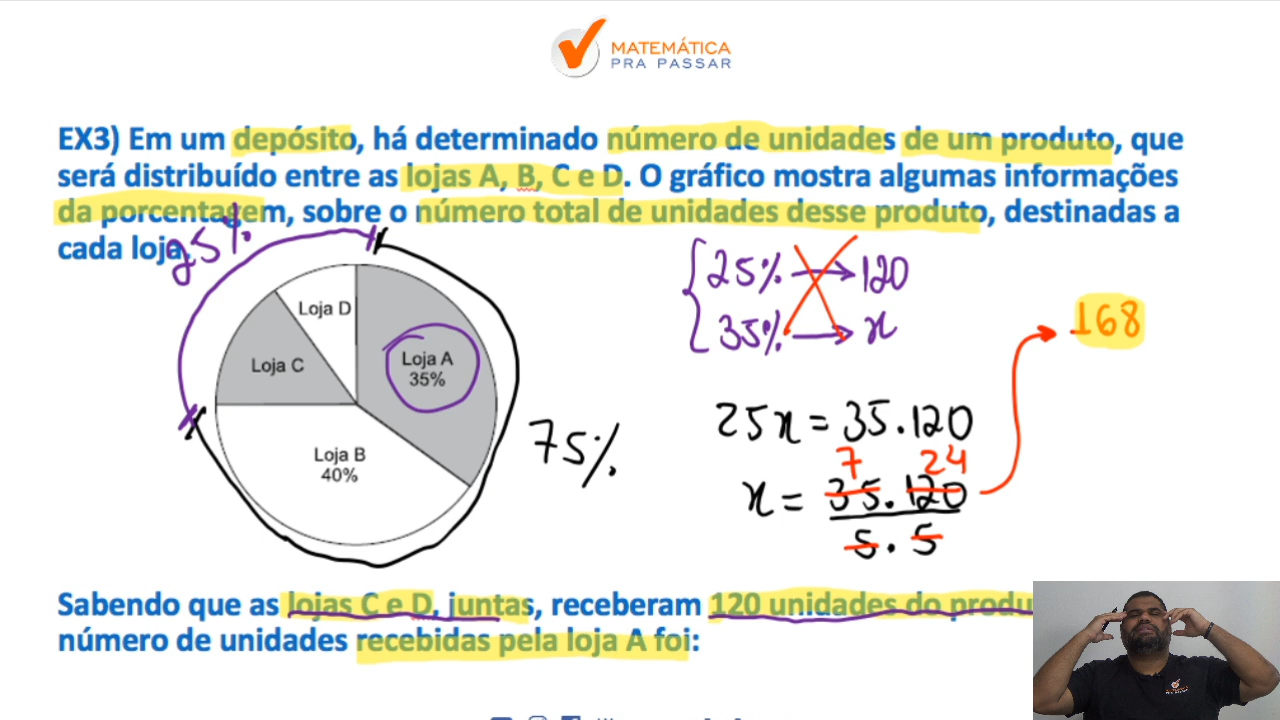 MATEMÁTICA
PRA PASSAR
EX3) Em um depósito, há determinado número de unidades de um produto, que
será distribuído entre as lojas A, B, C e D. O gráfico mostra algumas informações
da porcentagem, sobre o número total de unidades desse produto, destinadas a
cada loja.
25%
Loja D
Loja C
Loja A
35%
Loja B
40%
75%
25% → 120
35% → x
168
25x = 35.120
7 24
x = 35.120
5.5
Sabendo que as lojas C e D, juntas, receberam 120 unidades do
número de unidades recebidas pela loja A foi: